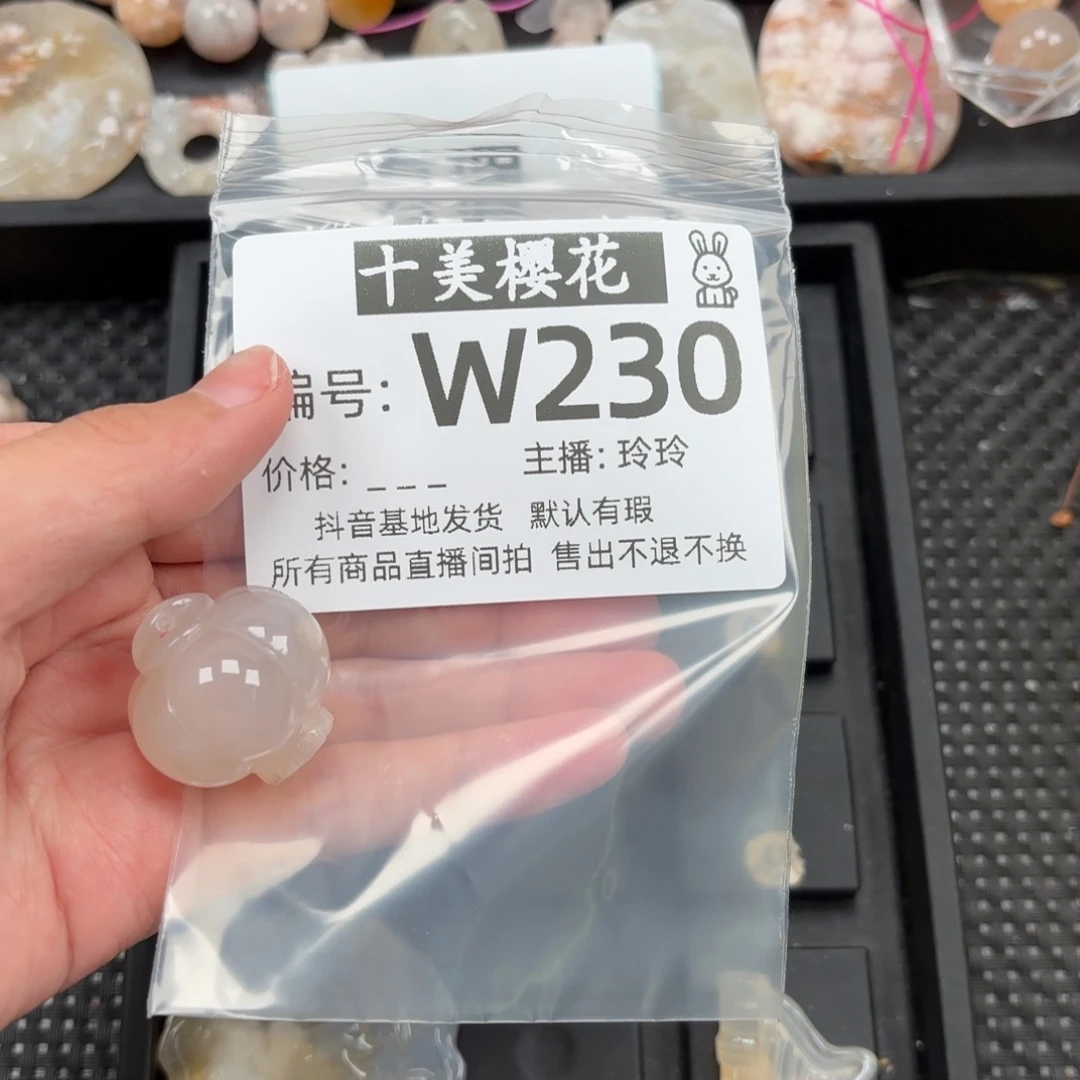 十美樱花
编号: W230
价格: _ _ _ 主播: 玲玲
抖音基地发货 默认有瑕
所有商品直播间拍 售出不退不换